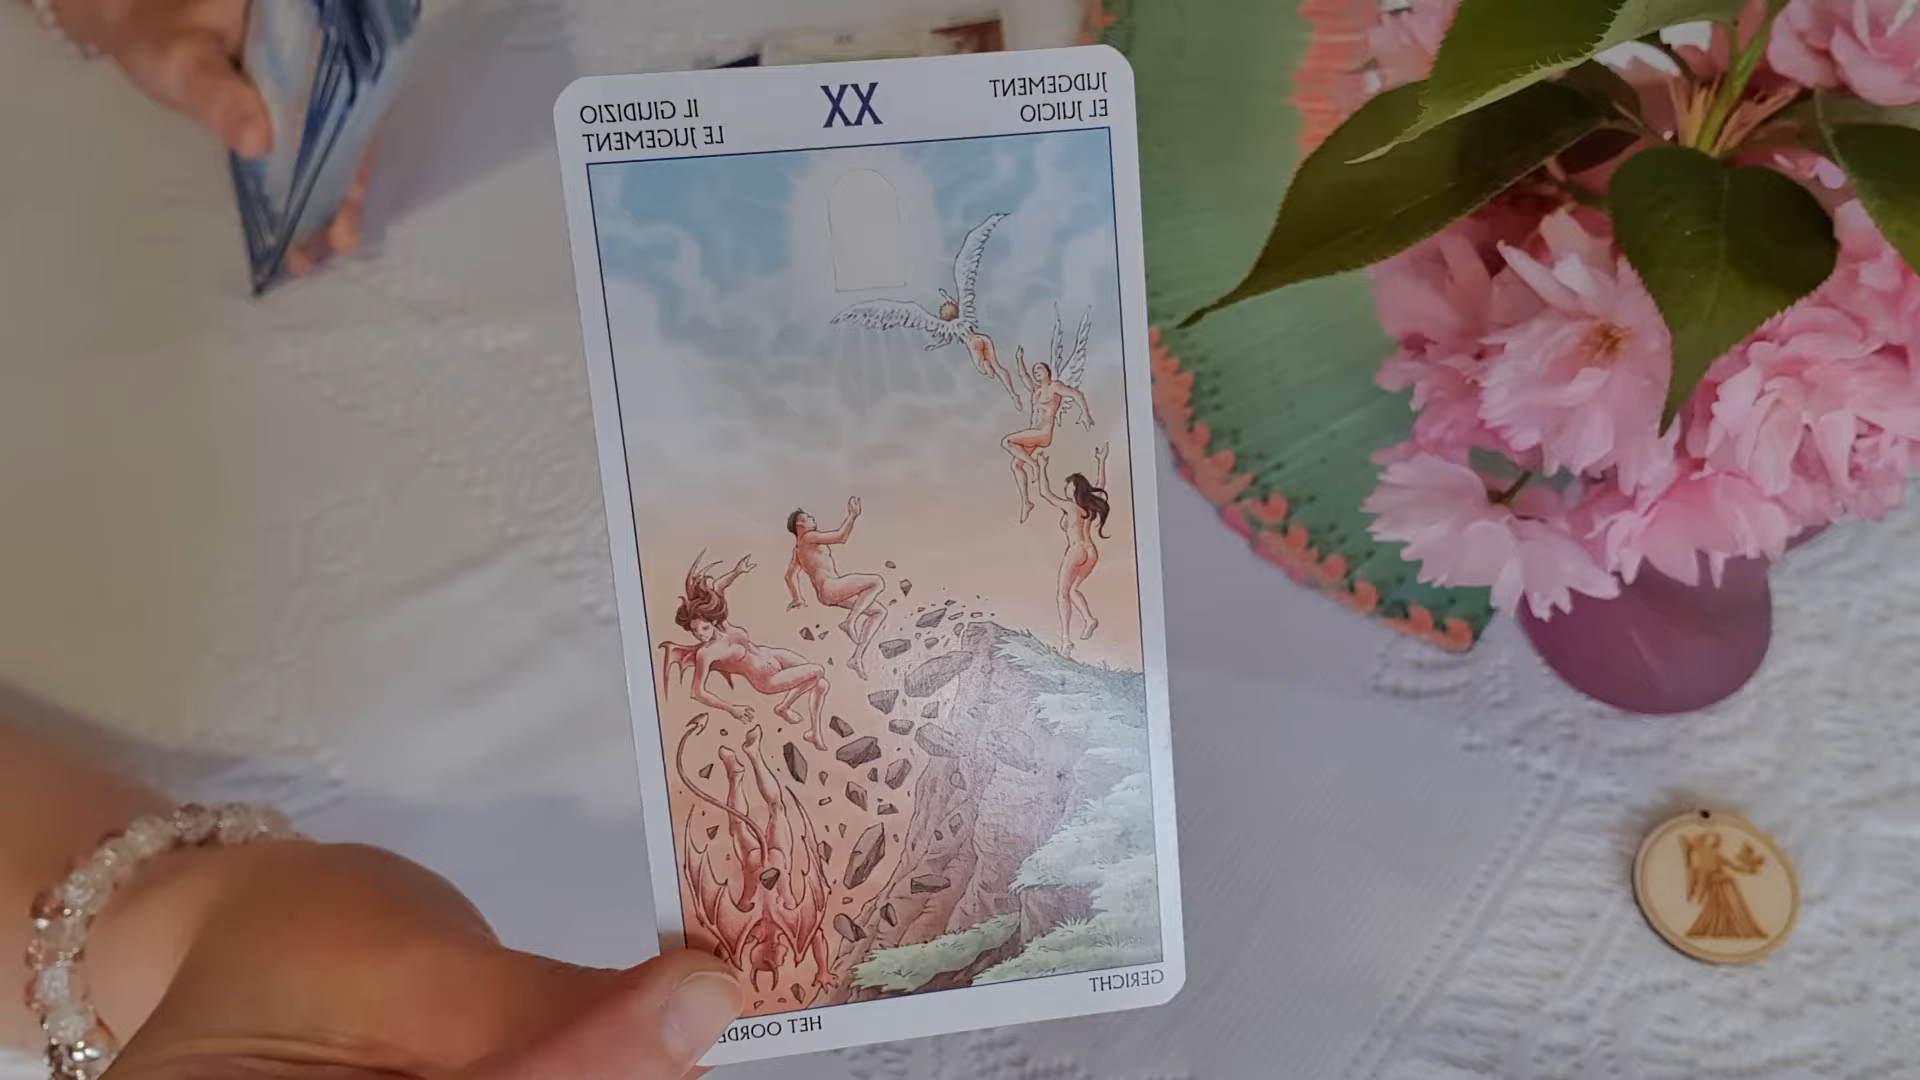 JUDGEMENT
EL JUICIO
XX
IL GIUDIZIO
LE JUGEMENT
GERICHT
HET